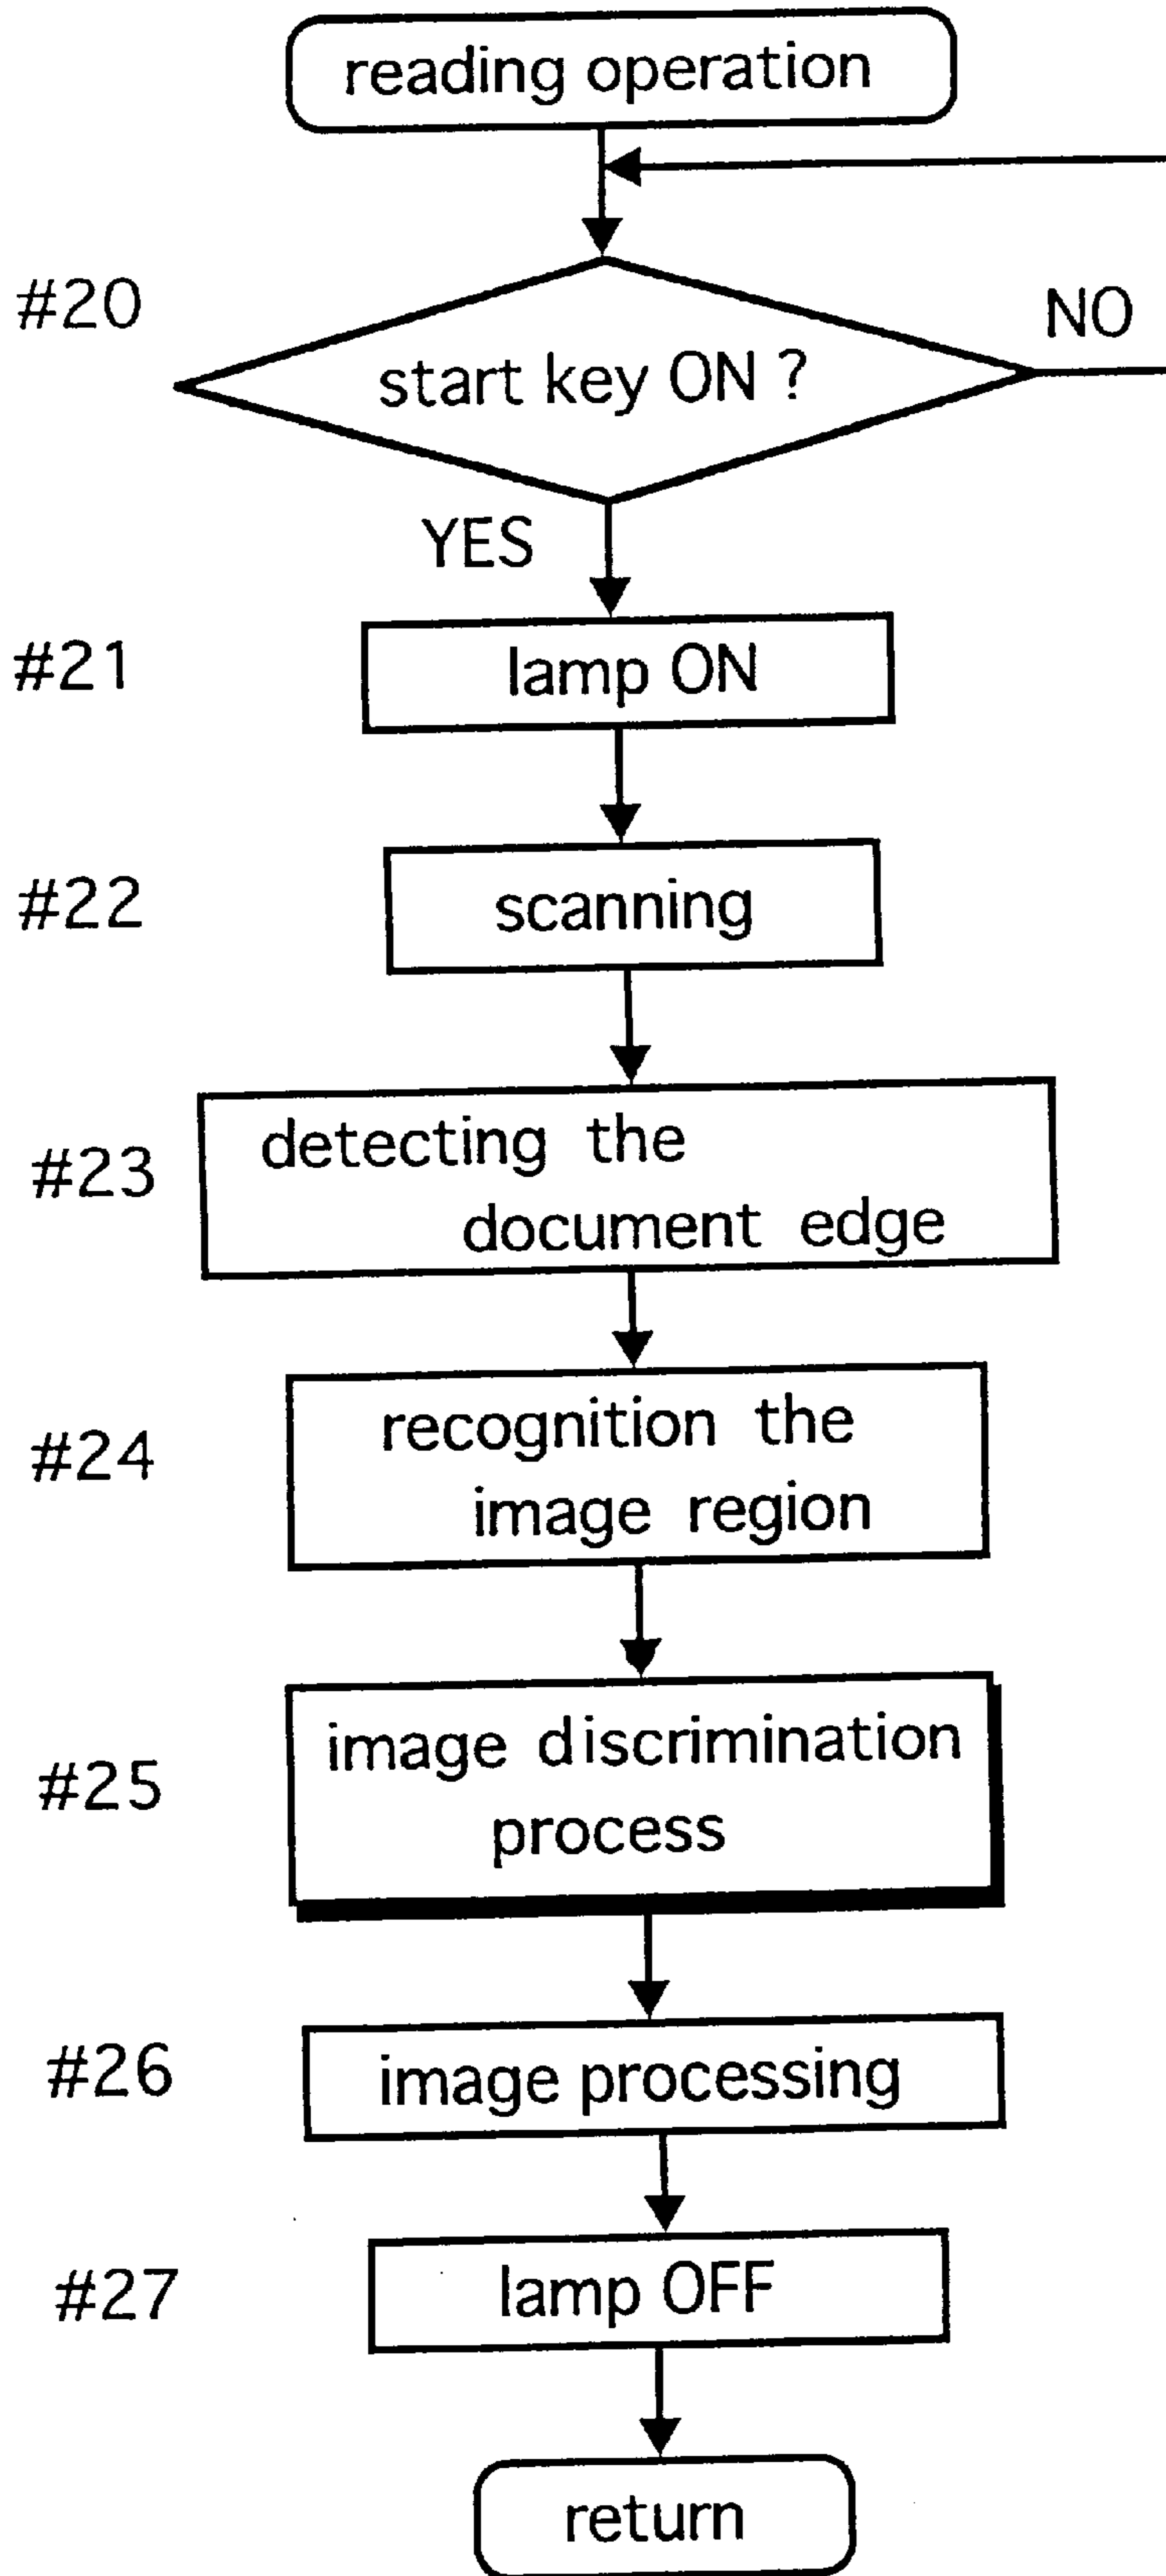 reading operation
#20
start key ON ?
NO
YES
#21
lamp ON
#22
scanning
#23
detecting the
document edge
#24
recognition the
image region
#25
image discrimination
process
#26
image processing
#27
lamp OFF
return